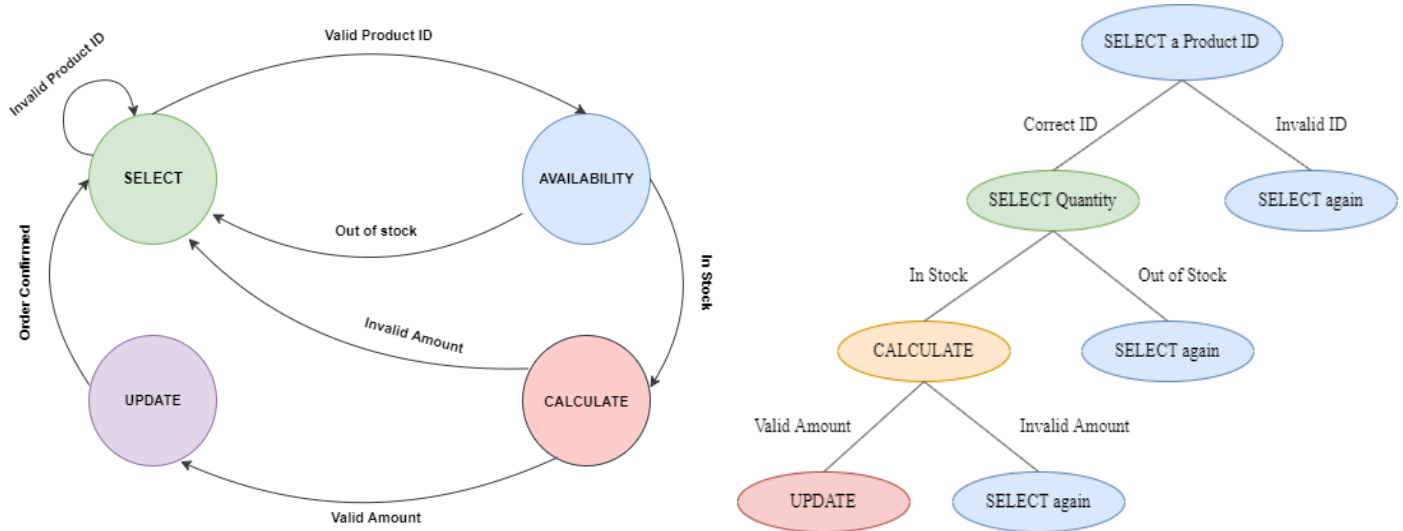 Invalid Product ID
Valid Product ID
SELECT
AVAILABILITY
Out of stock
Order Confirmed
In Stock
Invalid Amount
UPDATE
CALCULATE
Valid Amount
SELECT a Product ID
Correct ID
Invalid ID
SELECT Quantity
SELECT again
In Stock
Out of Stock
CALCULATE
SELECT again
Valid Amount
Invalid Amount
UPDATE
SELECT again